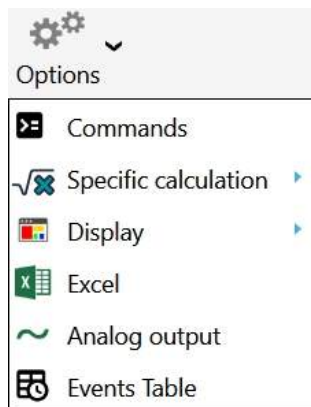 Options
Commands
Specific calculation
Display
Excel
Analog output
Events Table